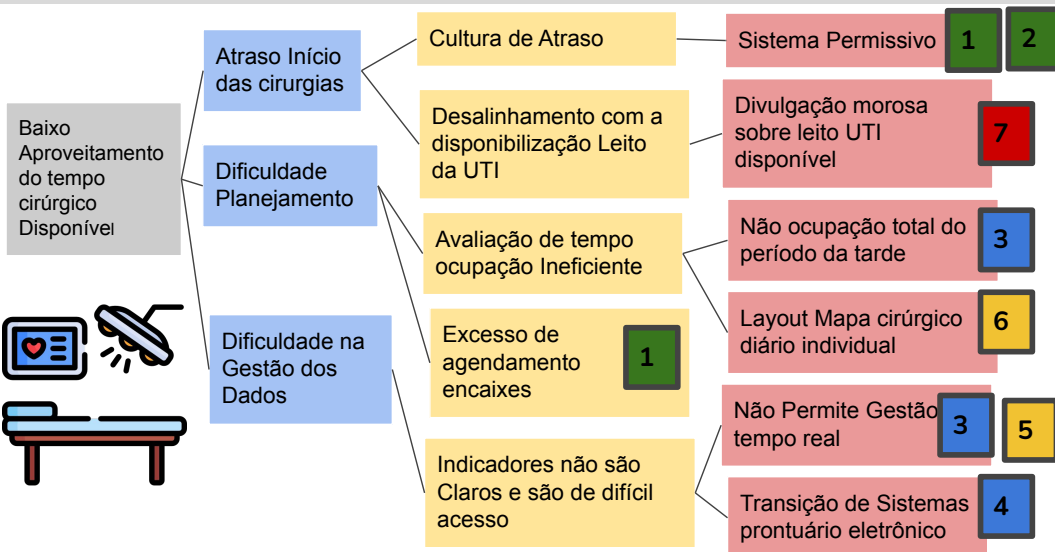 Baixo
Aproveitamento
do tempo
cirúrgico
Disponível
Atraso Início
das cirurgias
Dificuldade
Planejamento
Dificuldade na
Gestão dos
Dados
Cultura de Atraso
Desalinhamento com a
disponibilização Leito
da UTI
Avaliação de tempo
ocupação Ineficiente
Excesso de
agendamento
encaixes
1
Indicadores não são
Claros e são de difícil
acesso
Sistema Permissivo
1
2
Divulgação morosa
sobre leito UTI
disponível
7
Não ocupação total do
período da tarde
3
Layout Mapa cirúrgico
diário individual
6
Não Permite Gestão
tempo real
3
5
Transição de Sistemas
prontuário eletrônico
4